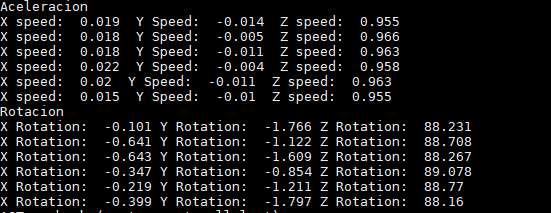 Aceleracion
X speed:  0.019  Y Speed:  -0.014  Z speed:  0.955
X speed:  0.018  Y Speed:  -0.005  Z speed:  0.966
X speed:  0.018  Y Speed:  -0.011  Z speed:  0.963
X speed:  0.022  Y Speed:  -0.004  Z speed:  0.958
X speed:  0.02  Y Speed:  -0.011  Z speed:  0.963
X speed:  0.015  Y Speed:  -0.01  Z speed:  0.955
Rotacion
X Rotation:  -0.101 Y Rotation:  -1.766 Z Rotation:  88.231
X Rotation:  -0.641 Y Rotation:  -1.122 Z Rotation:  88.708
X Rotation:  -0.643 Y Rotation:  -1.609 Z Rotation:  88.267
X Rotation:  -0.347 Y Rotation:  -0.854 Z Rotation:  89.078
X Rotation:  -0.219 Y Rotation:  -1.211 Z Rotation:  88.77
X Rotation:  -0.399 Y Rotation:  -1.797 Z Rotation:  88.16